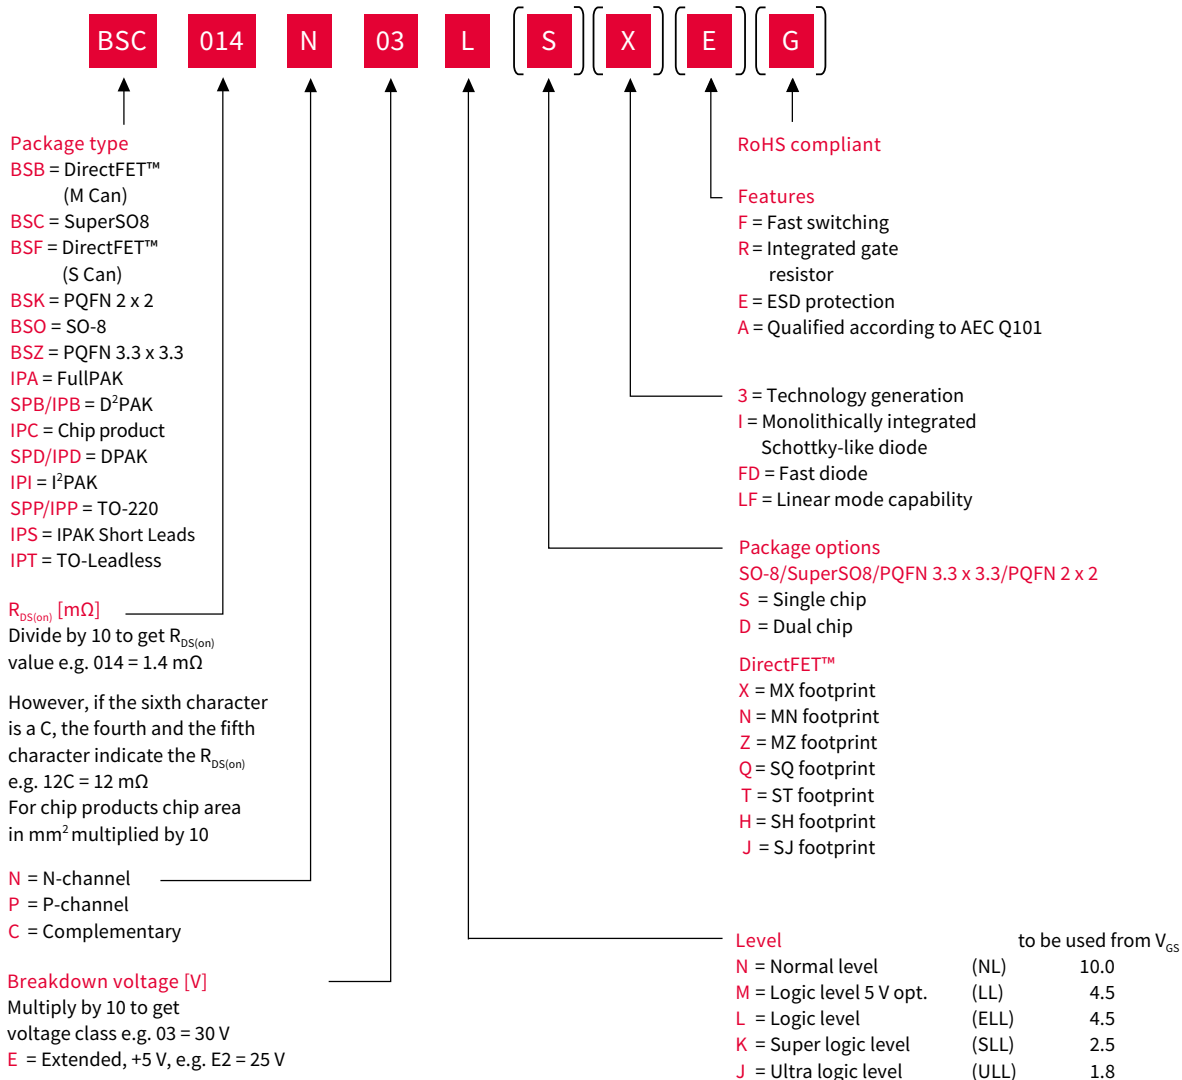 BSC 014 N 03 L S X E G
Package type
BSB = DirectFET™
(M Can)
BSC = SuperSO8
BSF = DirectFET™
(S Can)
BSK = PQFN 2 x 2
BSO = SO-8
BSZ = PQFN 3.3 x 3.3
IPA = FullPAK
SPB/IPB = D²PAK
IPC = Chip product
SPD/IPD = DPAK
IPI = I²PAK
SPP/IPP = TO-220
IPS = IPAK Short Leads
IPT = TO-Leadless
RDS(on) [mΩ]
Divide by 10 to get RDS(on)
value e.g. 014 = 1.4 mΩ
However, if the sixth character
is a C, the fourth and the fifth
character indicate the RDS(on)
e.g. 12C = 12 mΩ
For chip products chip area
in mm² multiplied by 10
N = N-channel
P = P-channel
C = Complementary
Breakdown voltage [V]
Multiply by 10 to get
voltage class e.g. 03 = 30 V
E = Extended, +5 V, e.g. E2 = 25 V
RoHS compliant
Features
F = Fast switching
R = Integrated gate
resistor
E = ESD protection
A = Qualified according to AEC Q101
3 = Technology generation
I = Monolithically integrated
Schottky-like diode
FD = Fast diode
LF = Linear mode capability
Package options
SO-8/SuperSO8/PQFN 3.3 x 3.3/PQFN 2 x 2
S = Single chip
D = Dual chip
DirectFET™
X = MX footprint
N = MN footprint
Z = MZ footprint
Q = SQ footprint
T = ST footprint
H = SH footprint
J = SJ footprint
Level to be used from VGS
N = Normal level (NL) 10.0
M = Logic level 5 V opt. (LL) 4.5
L = Logic level (ELL) 4.5
K = Super logic level (SLL) 2.5
J = Ultra logic level (ULL) 1.8